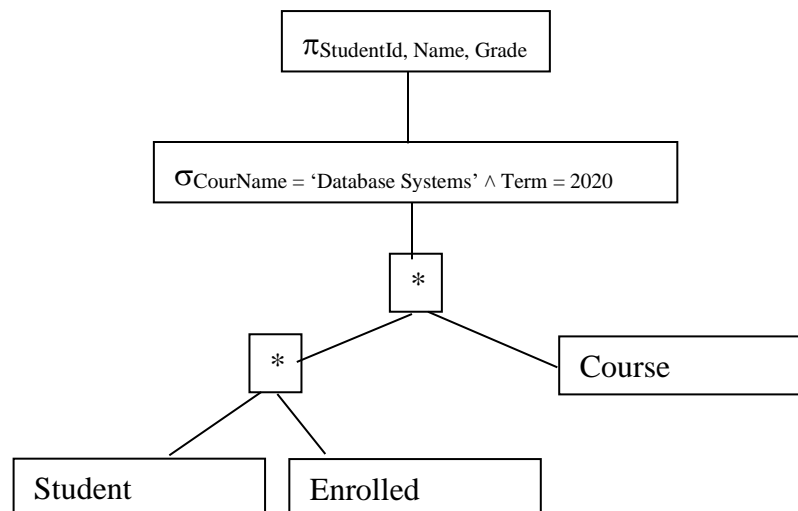 πStudentId, Name, Grade
σCourName = ‘Database Systems’ ^ Term = 2020
*
*
Course
Student
Enrolled